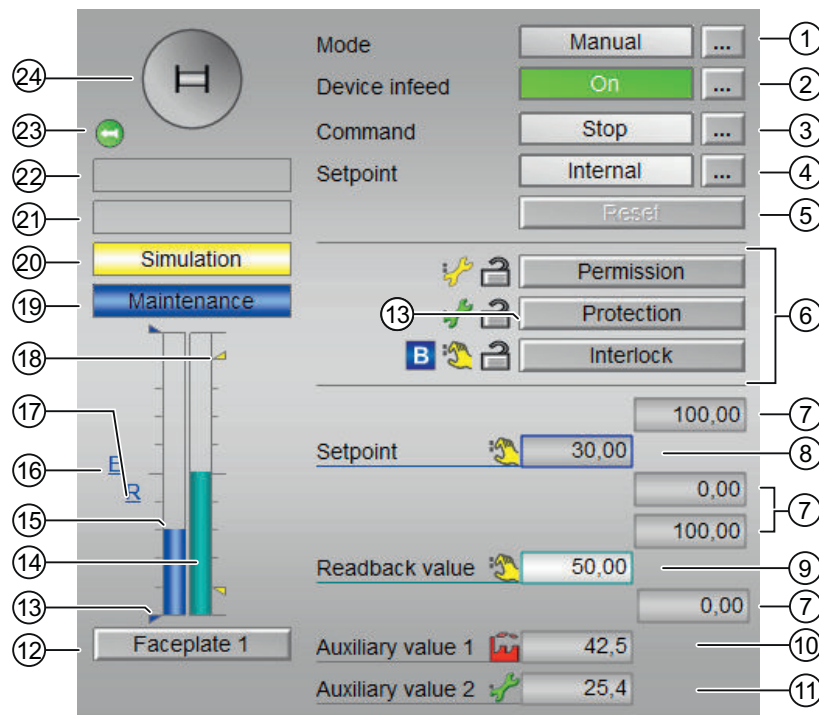 Mode Manual ... 1
24 Device infeed On ... 2
23 Command Stop ... 3
22 Setpoint Internal ... 4
21 Reset 5
20 Simulation Permission
19 Maintenance 13 Protection 6
18 B Interlock
17 100,00 7
16 E Setpoint 30,00 8
R 0,00
15 100,00 7
14 Readback value 50,00 9
13 0,00 7
12 Faceplate 1 Auxiliary value 1 42,5 10
Auxiliary value 2 25,4 11